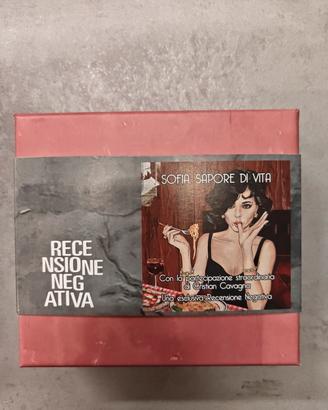 RECE
NSIONE
NEG
ATIVA
SOFIA SAPORE DI VITA
Con la partecipazione straordinaria
di Cristian Cavagna
Una esclusiva Recensione Negativa